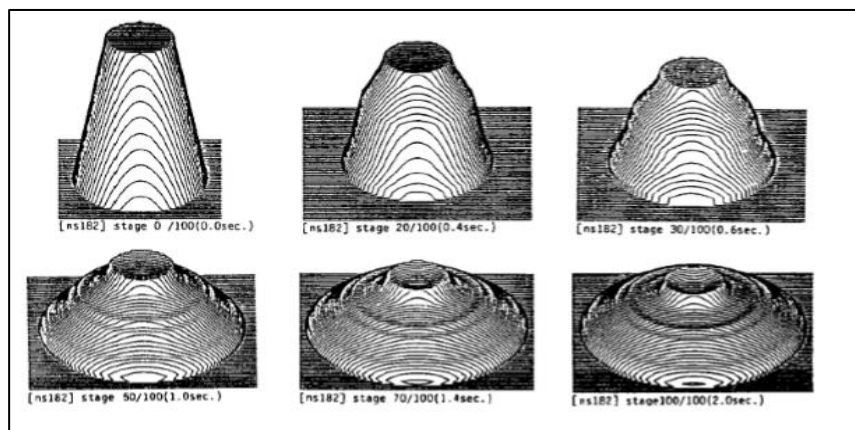 [ns182] stage 0 /100(0.0sec.)
[ns182] stage 20/100(0.4sec.)
[ns182] stage 30/100(0.6sec.)
[ns182] stage 50/100(1.0sec.)
[ns182] stage 70/100(1.4sec.)
[ns182] stage100/100(2.0sec.)